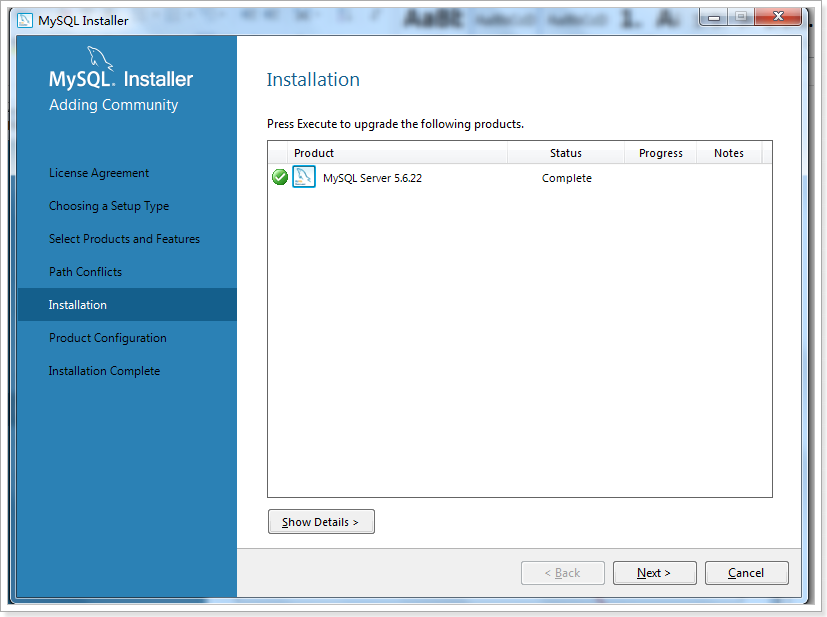 MySQL Installer
MySQL. Installer
Adding Community
License Agreement
Choosing a Setup Type
Select Products and Features
Path Conflicts
Installation
Product Configuration
Installation Complete
Installation
Press Execute to upgrade the following products.
Product Status Progress Notes
MySQL Server 5.6.22 Complete
Show Details >
< Back Next > Cancel